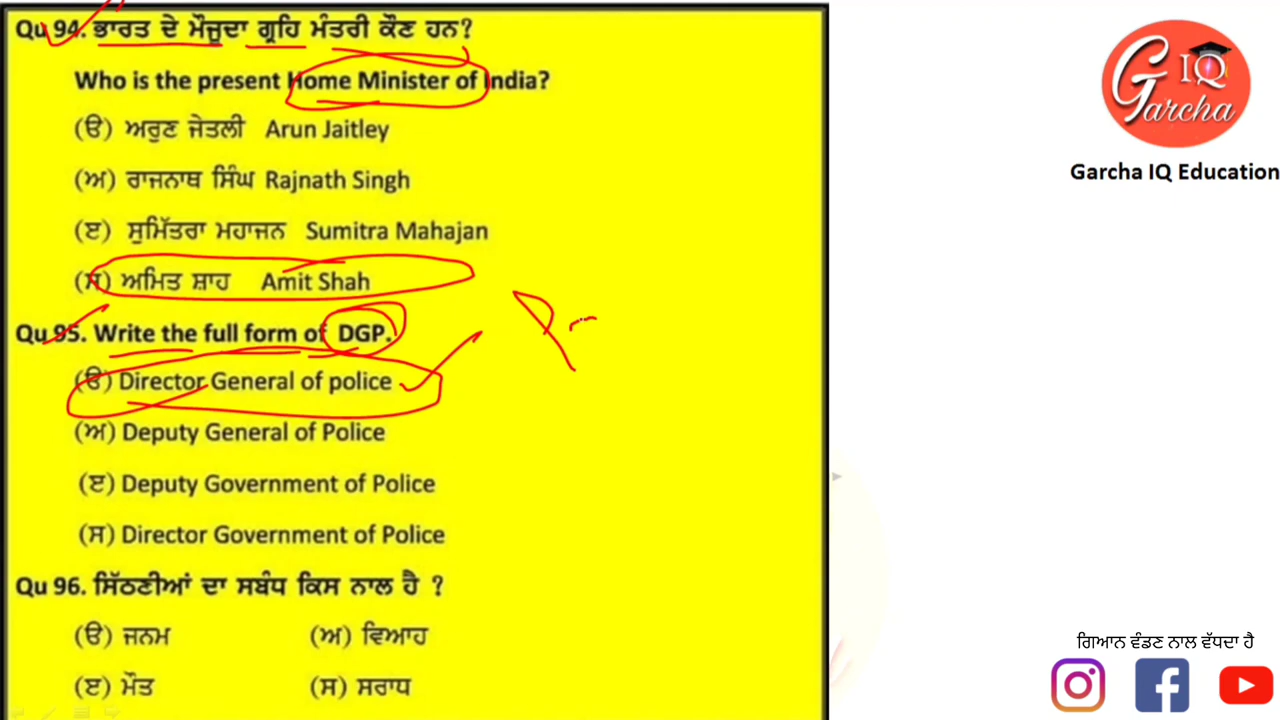 Qu 94. ਭਾਰਤ ਦੇ ਮੌਜੂਦਾ ਗ੍ਰਹਿ ਮੰਤਰੀ ਕੌਣ ਹਨ?
Who is the present Home Minister of India?
(ੳ) ਅਰੁਣ ਜੇਤਲੀ Arun Jaitley
(ਅ) ਰਾਜਨਾਥ ਸਿੰਘ Rajnath Singh
(ੲ) ਸੁਮਿੱਤਰਾ ਮਹਾਜਨ Sumitra Mahajan
(ਸ) ਅਮਿਤ ਸ਼ਾਹ Amit Shah
Qu 95. Write the full form of DGP.
(ੳ) Director General of police
(ਅ) Deputy General of Police
(ੲ) Deputy Government of Police
(ਸ) Director Government of Police
Qu 96. ਸਿੱਠਣੀਆਂ ਦਾ ਸਬੰਧ ਕਿਸ ਨਾਲ ਹੈ ?
(ੳ) ਜਨਮ (ਅ) ਵਿਆਹ
(ੲ) ਮੌਤ (ਸ) ਸਰਾਧ
Garcha IQ
Garcha IQ Education
ਗਿਆਨ ਵੰਡਣ ਨਾਲ ਵੱਧਦਾ ਹੈ